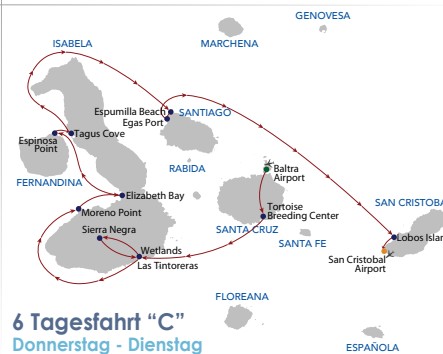 GENOVESA
ISABELA
MARCHENA
Espumilla Beach
SANTIAGO
Egas Port
Espinosa
Point
Tagus Cove
RABIDA
Baltra
Airport
FERNANDINA
Elizabeth Bay
Moreno Point
Tortoise
Breeding Center
SAN CRISTOBA
Sierra Negra
SANTA CRUZ
SANTA FE
Lobos Islan
Wetlands
Las Tintoreras
San Cristobal
Airport
FLOREANA
6 Tagesfahrt “C”
Donnerstag - Dienstag
ESPAÑOLA